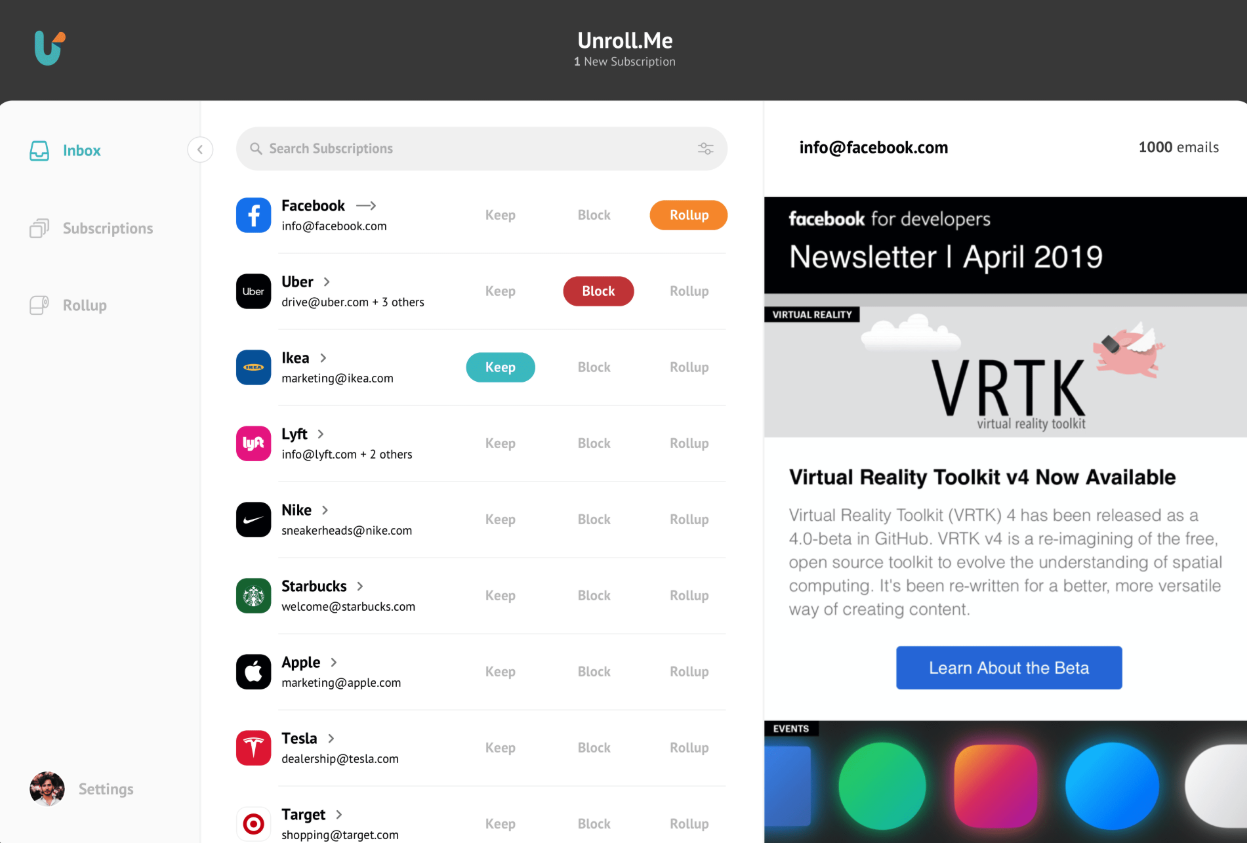 Unroll.Me
1 New Subscription
Inbox
Subscriptions
Rollup
Settings
Search Subscriptions
Facebook
info@facebook.com
Keep Block Rollup
Uber
Uber
drive@uber.com + 3 others
Keep Block Rollup
IKEA
Ikea
marketing@ikea.com
Keep Block Rollup
lyft
Lyft
info@lyft.com + 2 others
Keep Block Rollup
Nike
sneakerheads@nike.com
Keep Block Rollup
Starbucks
welcome@starbucks.com
Keep Block Rollup
Apple
marketing@apple.com
Keep Block Rollup
Tesla
dealership@tesla.com
Keep Block Rollup
Target
shopping@target.com
Keep Block Rollup
info@facebook.com 1000 emails
facebook for developers
Newsletter | April 2019
VIRTUAL REALITY
VRTK
virtual reality toolkit
Virtual Reality Toolkit v4 Now Available
Virtual Reality Toolkit (VRTK) 4 has been released as a
4.0-beta in GitHub. VRTK v4 is a re-imagining of the free,
open source toolkit to evolve the understanding of spatial
computing. It's been re-written for a better, more versatile
way of creating content.
Learn About the Beta
EVENTS